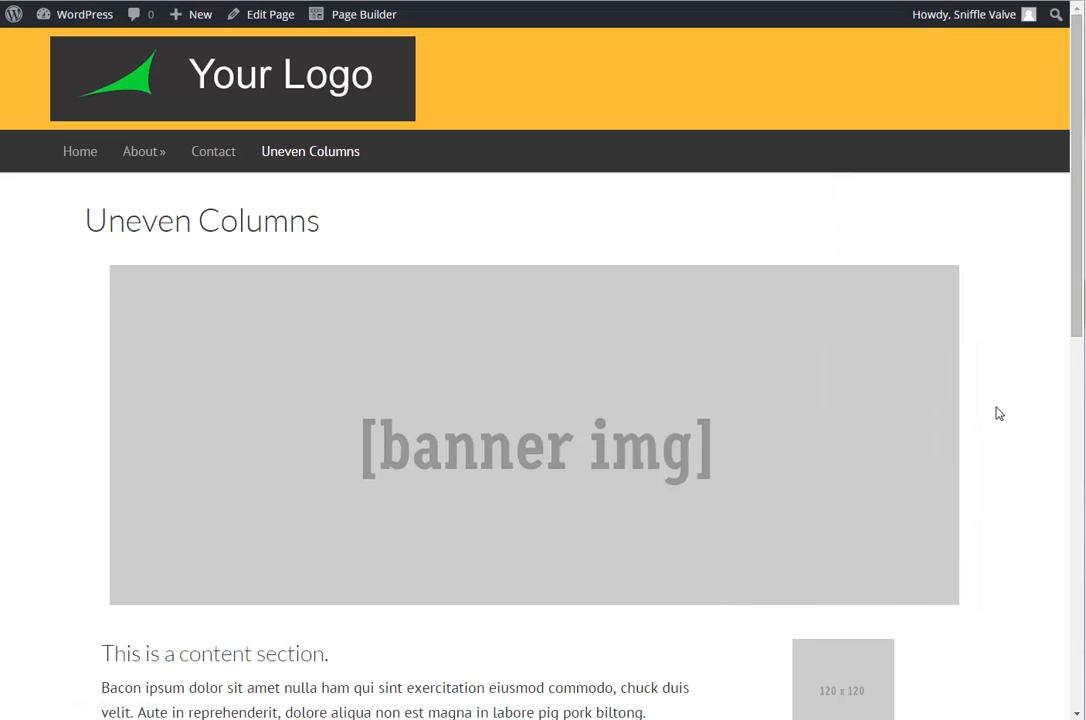 WordPress 0 New Edit Page Page Builder Howdy, Sniffle Valve
Your Logo
Home About » Contact Uneven Columns
Uneven Columns
[banner img]
This is a content section.
Bacon ipsum dolor sit amet nulla ham qui sint exercitation eiusmod commodo, chuck duis
velit. Aute in reprehenderit, dolore aliqua non est magna in labore pig pork biltong.
120 x 120